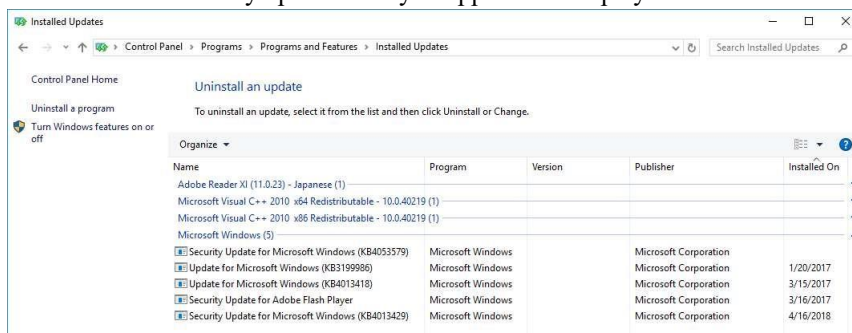 Installed Updates
Control Panel > Programs > Programs and Features > Installed Updates
Search Installed Updates
Control Panel Home
Uninstall a program
Turn Windows features on or off
Uninstall an update
To uninstall an update, select it from the list and then click Uninstall or Change.
Organize
Name Program Version Publisher Installed On
Adobe Reader XI (11.0.23) - Japanese (1)
Microsoft Visual C++ 2010 x64 Redistributable - 10.0.40219 (1)
Microsoft Visual C++ 2010 x86 Redistributable - 10.0.40219 (1)
Microsoft Windows (5)
Security Update for Microsoft Windows (KB4053579) Microsoft Windows Microsoft Corporation
Update for Microsoft Windows (KB3199986) Microsoft Windows Microsoft Corporation 1/20/2017
Update for Microsoft Windows (KB4013418) Microsoft Windows Microsoft Corporation 3/15/2017
Security Update for Adobe Flash Player Microsoft Windows Microsoft Corporation 3/16/2017
Security Update for Microsoft Windows (KB4013429) Microsoft Windows Microsoft Corporation 4/16/2018